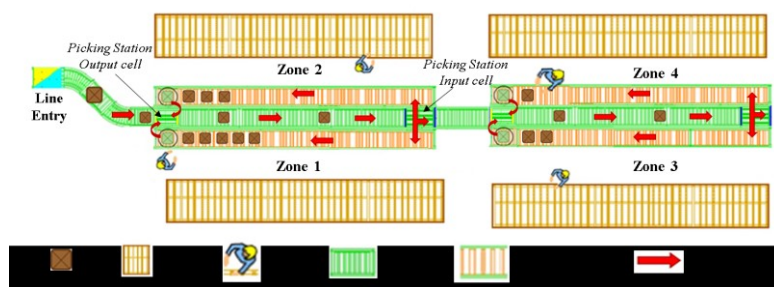 Picking Station
Output cell
Zone 2
Picking Station
Input cell
Zone 4
Line
Entry
Zone 1
Zone 3